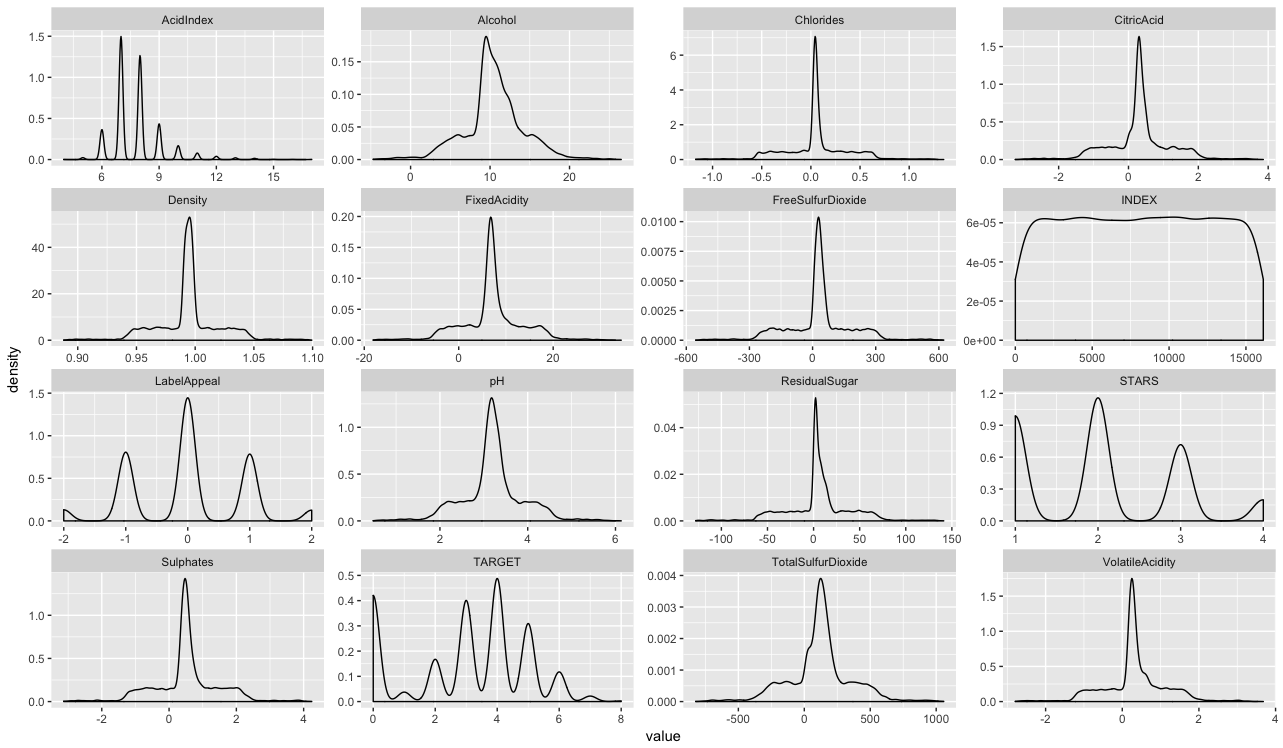 AcidIndex Alcohol Chlorides CitricAcid
1.5 0.15 6 1.5
1.0 0.10 4 1.0
0.5 0.05 2 0.5
0.0 0.00 0 0.0
6 9 12 15 0 10 20 -1.0 -0.5 0.0 0.5 1.0 -2 0 2 4
Density FixedAcidity FreeSulfurDioxide INDEX
40 0.20 0.0100 6e-05
20 0.15 0.0075 4e-05
0 0.10 0.0050 2e-05
0.05 0.0025 0e+00
0.00 0.0000
0.90 0.95 1.00 1.05 1.10 -20 0 20 -600 -300 0 300 600 0 5000 10000 15000
density
LabelAppeal pH ResidualSugar STARS
1.5 1.0 0.04 1.2
1.0 0.5 0.02 0.9
0.5 0.0 0.00 0.6
0.0 0.3
0.0
-2 -1 0 1 2 2 4 6 -100 -50 0 50 100 150 1 2 3 4
Sulphates TARGET TotalSulfurDioxide VolatileAcidity
1.0 0.5 0.004 1.5
0.5 0.4 0.003 1.0
0.0 0.3 0.002 0.5
0.2 0.001 0.0
0.1 0.000
0.0
-2 0 2 4 0 2 4 6 8 -500 0 500 1000 -2 0 2 4
value